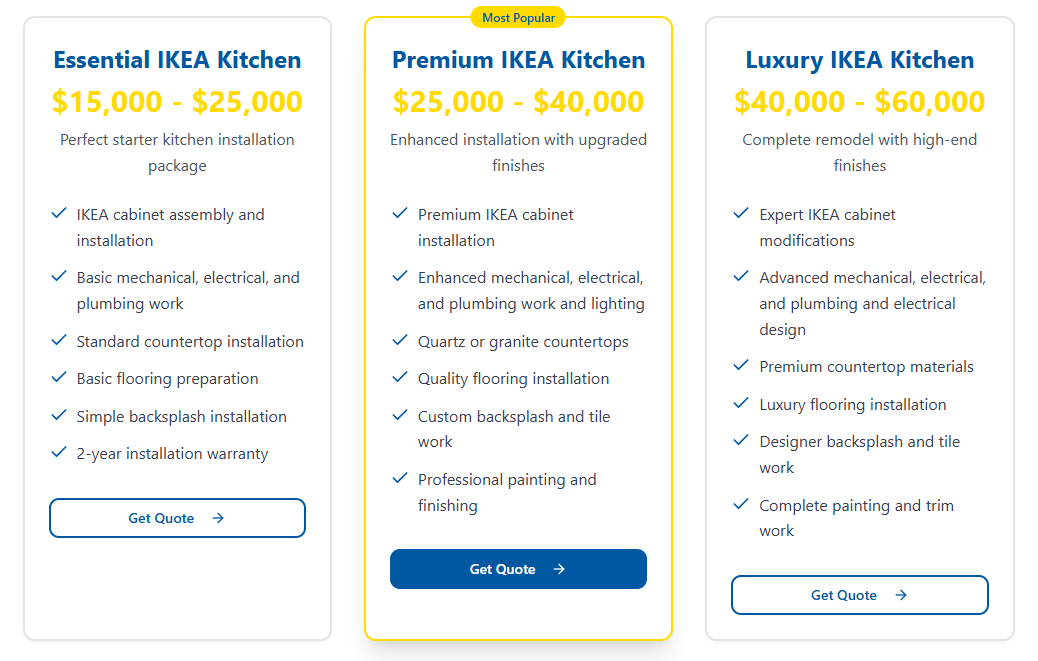 Essential IKEA Kitchen
$15,000 - $25,000
Perfect starter kitchen installation
package
IKEA cabinet assembly and
installation
Basic mechanical, electrical, and
plumbing work
Standard countertop installation
Basic flooring preparation
Simple backsplash installation
2-year installation warranty
Get Quote →
Most Popular
Premium IKEA Kitchen
$25,000 - $40,000
Enhanced installation with upgraded
finishes
Premium IKEA cabinet
installation
Enhanced mechanical, electrical,
and plumbing work and lighting
Quartz or granite countertops
Quality flooring installation
Custom backsplash and tile
work
Professional painting and
finishing
Get Quote →
Luxury IKEA Kitchen
$40,000 - $60,000
Complete remodel with high-end
finishes
Expert IKEA cabinet
modifications
Advanced mechanical, electrical,
and plumbing and electrical
design
Premium countertop materials
Luxury flooring installation
Designer backsplash and tile
work
Complete painting and trim
work
Get Quote →